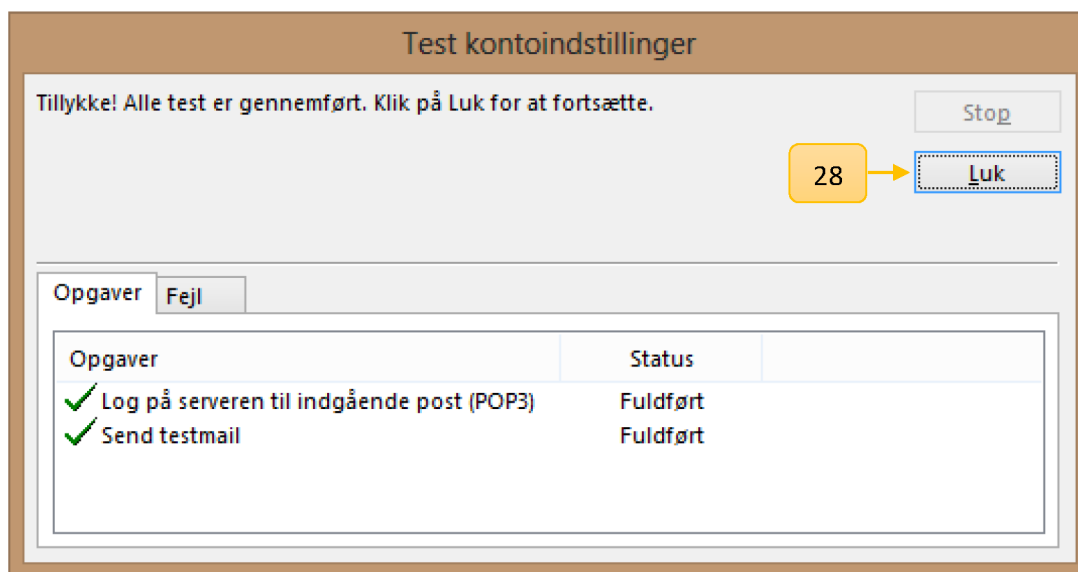 Test kontoindstillinger
Tillykke! Alle test er gennemført. Klik på Luk for at fortsætte.
Stop
28
Luk
Opgaver
Fejl
Opgaver Status
Log på serveren til indgående post (POP3) Fuldført
Send testmail Fuldført